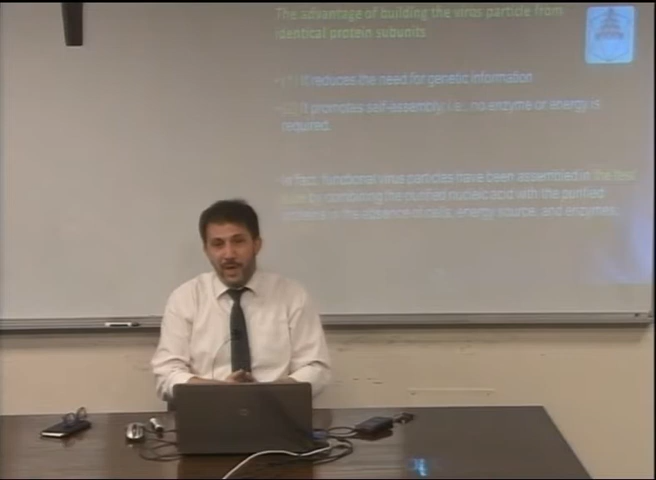 The advantage of building the virus particle from
identical protein subunits
(1) It reduces the need for genetic information
(2) It promotes self-assembly, i.e., no enzyme or energy is
required.
In fact, functional virus particles have been assembled in the test
tube by combining the purified nucleic acid with the purified
proteins in the absence of cells, energy source, and enzymes.